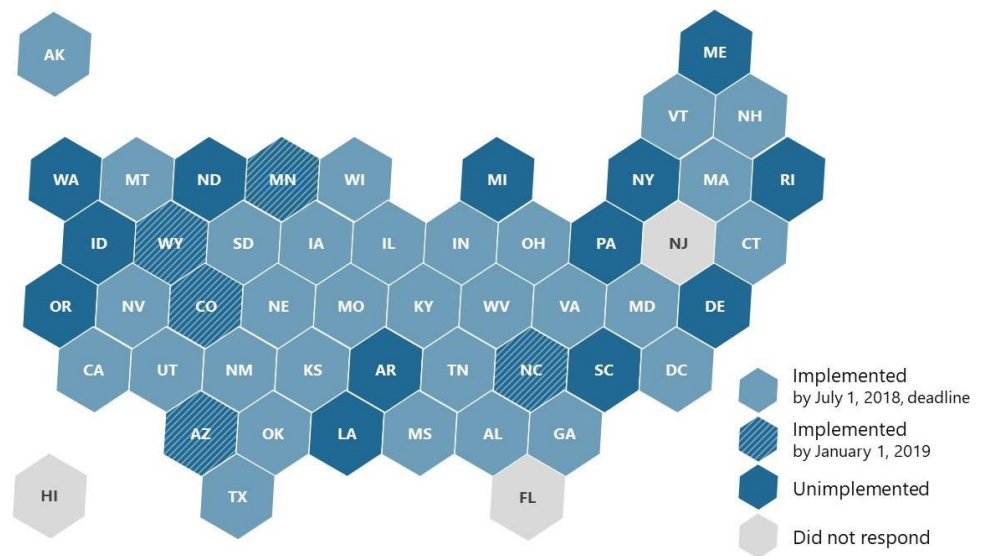 AK
ME
VT
NH
WA
MT
ND
MN
WI
MI
NY
MA
RI
ID
WY
SD
IA
IL
IN
OH
PA
NJ
CT
OR
NV
CO
NE
MO
KY
WV
VA
MD
DE
CA
UT
NM
KS
AR
TN
NC
SC
DC
AZ
OK
LA
MS
AL
GA
HI
TX
FL
Implemented
by July 1, 2018, deadline
Implemented
by January 1, 2019
Unimplemented
Did not respond